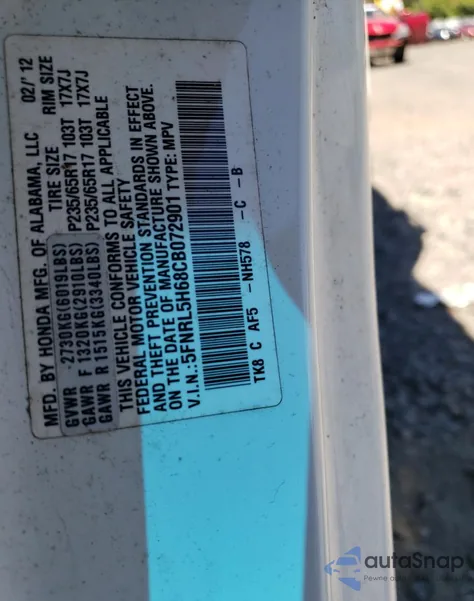 MFD. BY HONDA MFG. OF ALABAMA, LLC 02/'12
TIRE SIZE RIM SIZE
GVWR 2730KG(6019LBS)
GAWR F 1320KG(2910LBS) P235/65R17 103T 17X7J
GAWR R 1515KG(3340LBS) P235/65R17 103T 17X7J
THIS VEHICLE CONFORMS TO ALL APPLICABLE
FEDERAL MOTOR VEHICLE SAFETY
AND THEFT PREVENTION STANDARDS IN EFFECT
ON THE DATE OF MANUFACTURE SHOWN ABOVE.
V.I.N.:5FNRL5H68CB072901 TYPE: MPV
TK8 C AF5 -NH578 -C -B
autaSnap